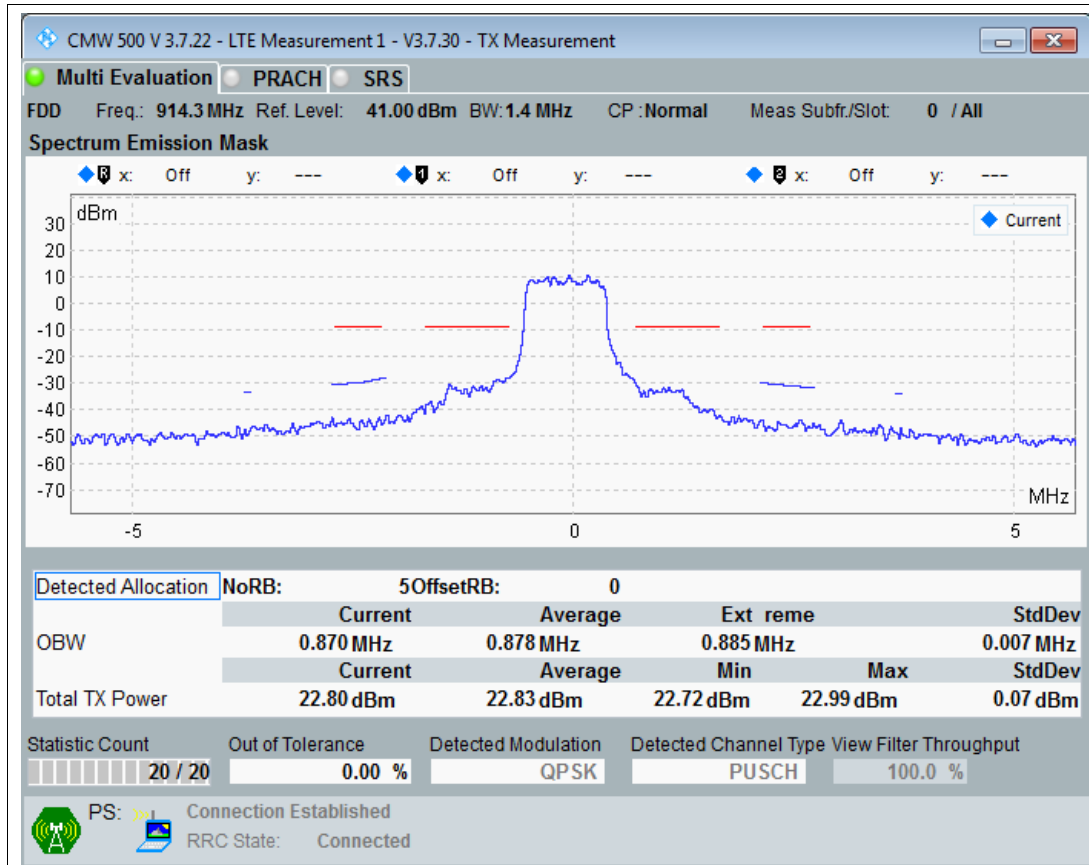 CMW 500 V 3.7.22 - LTE Measurement 1 - V3.7.30 - TX Measurement
Multi Evaluation PRACH SRS
FDD Freq.: 914.3 MHz Ref. Level: 41.00 dBm BW: 1.4 MHz CP : Normal Meas Subfr./Slot: 0 / All
Spectrum Emission Mask
R x: Off y: --- 1 x: Off y: --- 2 x: Off y: ---
dBm
Current
30
20
10
0
-10
-20
-30
-40
-50
-60
-70
MHz
-5 0 5
Detected Allocation NoRB: 5 OffsetRB: 0
Current Average Ext reme StdDev
OBW 0.870 MHz 0.878 MHz 0.885 MHz 0.007 MHz
Current Average Min Max StdDev
Total TX Power 22.80 dBm 22.83 dBm 22.72 dBm 22.99 dBm 0.07 dBm
Statistic Count Out of Tolerance Detected Modulation Detected Channel Type View Filter Throughput
20 / 20 0.00 % QPSK PUSCH 100.0 %
PS: Connection Established
RRC State: Connected